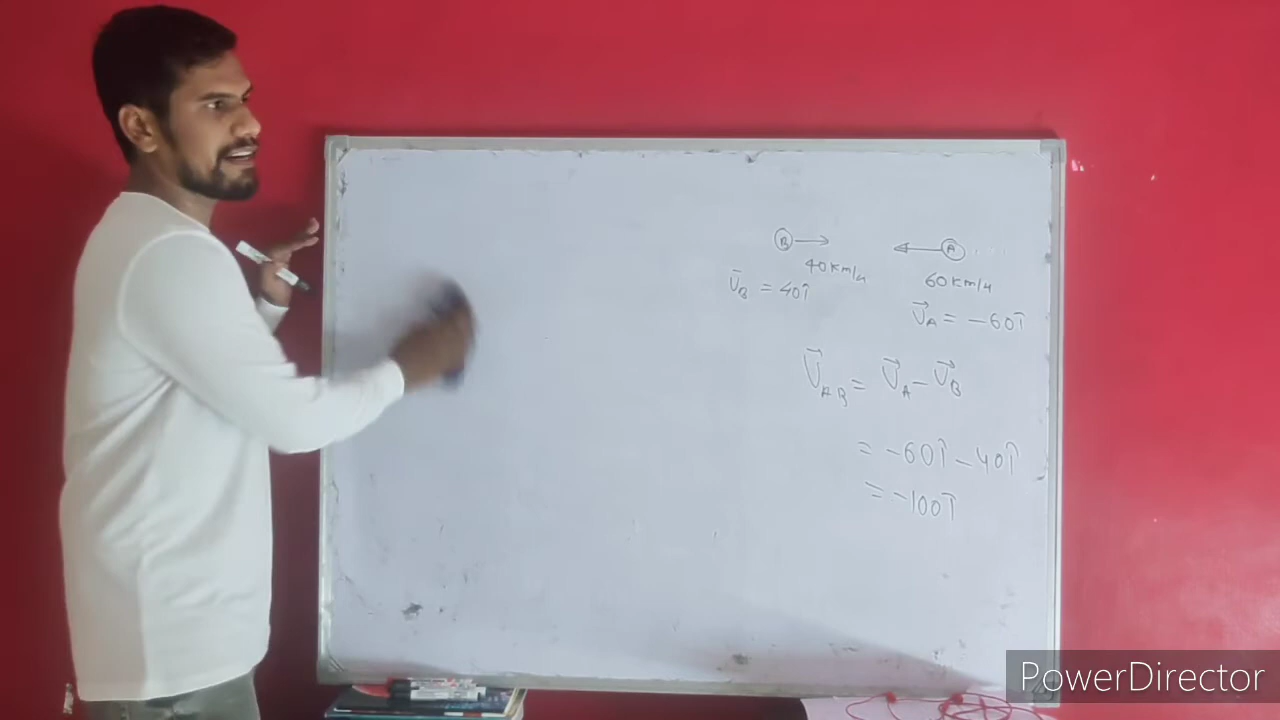 B → ← A
40 km/h
60 km/h
V⃗_B = 40î
V⃗_A = -60î
V⃗_AB = V⃗_A - V⃗_B
= -60î - 40î
= -100î
PowerDirector